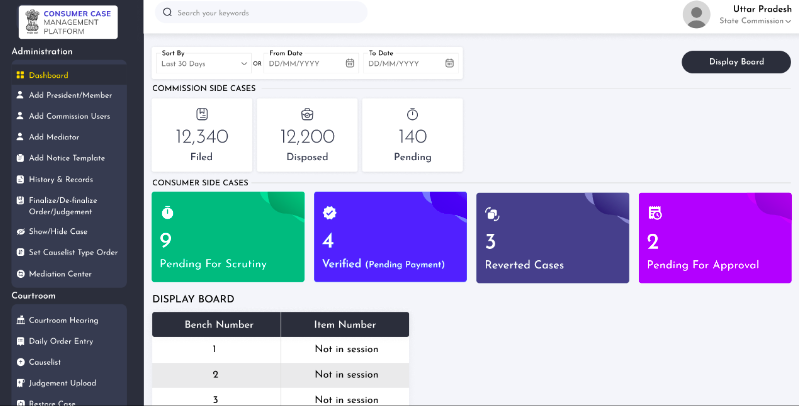 CONSUMER CASE
MANAGEMENT
PLATFORM
Search your keywords
Uttar Pradesh
State Commission
Administration
Dashboard
Add President/Member
Add Commission Users
Add Mediator
Add Notice Template
History & Records
Finalize/De-finalize
Order/Judgement
Show/Hide Case
Set Causelist Type Order
Mediation Center
Courtroom
Courtroom Hearing
Daily Order Entry
Causelist
Judgement Upload
Restore Case
Sort By
Last 30 Days
OR
From Date
DD/MM/YYYY
To Date
DD/MM/YYYY
Display Board
COMMISSION SIDE CASES
12,340
Filed
12,200
Disposed
140
Pending
CONSUMER SIDE CASES
9
Pending For Scrutiny
4
Verified (Pending Payment)
3
Reverted Cases
2
Pending For Approval
DISPLAY BOARD
Bench Number Item Number
1 Not in session
2 Not in session
3 Not in session